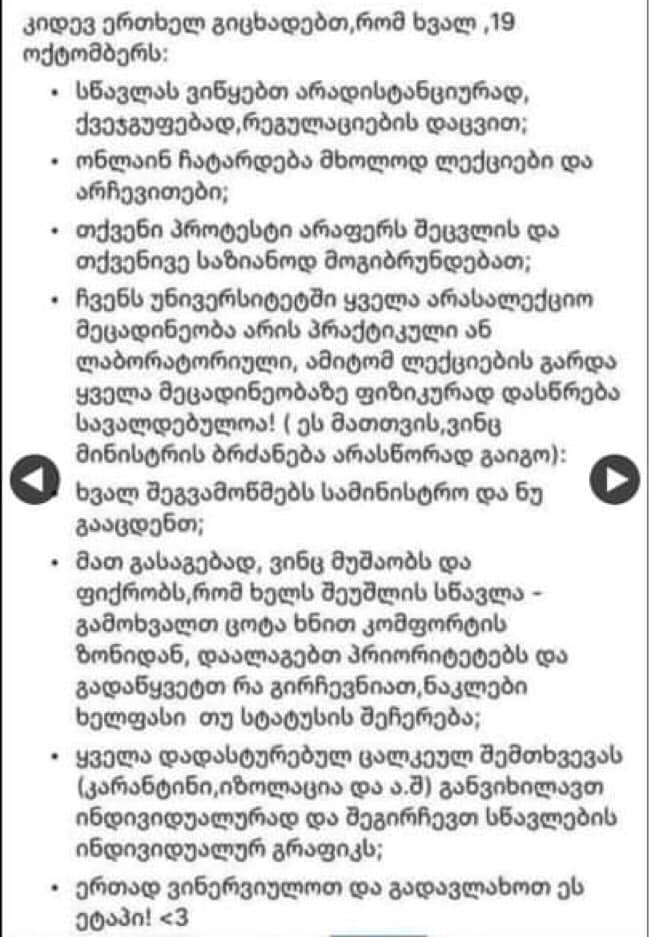 კიდევ ერთხელ გიცხადებთ,რომ ხვალ ,19
ოქტომბერს:
• სწავლას ვიწყებთ არადისტანციურად,
ქვეჯგუფებად,რეგულაციების დაცვით;
• ონლაინ ჩატარდება მხოლოდ ლექციები და
არჩევითები;
• თქვენი პროტესტი არაფერს შეცვლის და
თქვენივე საზიანოდ მოგიბრუნდებათ;
• ჩვენს უნივერსიტეტში ყველა არასალექციო
მეცადინეობა არის პრაქტიკული ან
ლაბორატორიული, ამიტომ ლექციების გარდა
ყველა მეცადინეობაზე ფიზიკურად დასწრება
სავალდებულოა! ( ეს მათთვის,ვინც
მინისტრის ბრძანება არასწორად გაიგო):
• ხვალ შეგვამოწმებს სამინისტრო და ნუ
გააცდენთ;
• მათ გასაგებად, ვინც მუშაობს და
ფიქრობს,რომ ხელს შეუშლის სწავლა -
გამოხვალთ ცოტა ხნით კომფორტის
ზონიდან, დაალაგებთ პრიორიტეტებს და
გადაწყვეტთ რა გირჩევნიათ,ნაკლები
ხელფასი თუ სტატუსის შეჩერება;
• ყველა დადასტურებულ ცალკეულ შემთხვევას
(კარანტინი,იზოლაცია და ა.შ) განვიხილავთ
ინდივიდუალურად და შეგირჩევთ სწავლების
ინდივიდუალურ გრაფიკს;
• ერთად ვინერვიულოთ და გადავლახოთ ეს
ეტაპი! <3